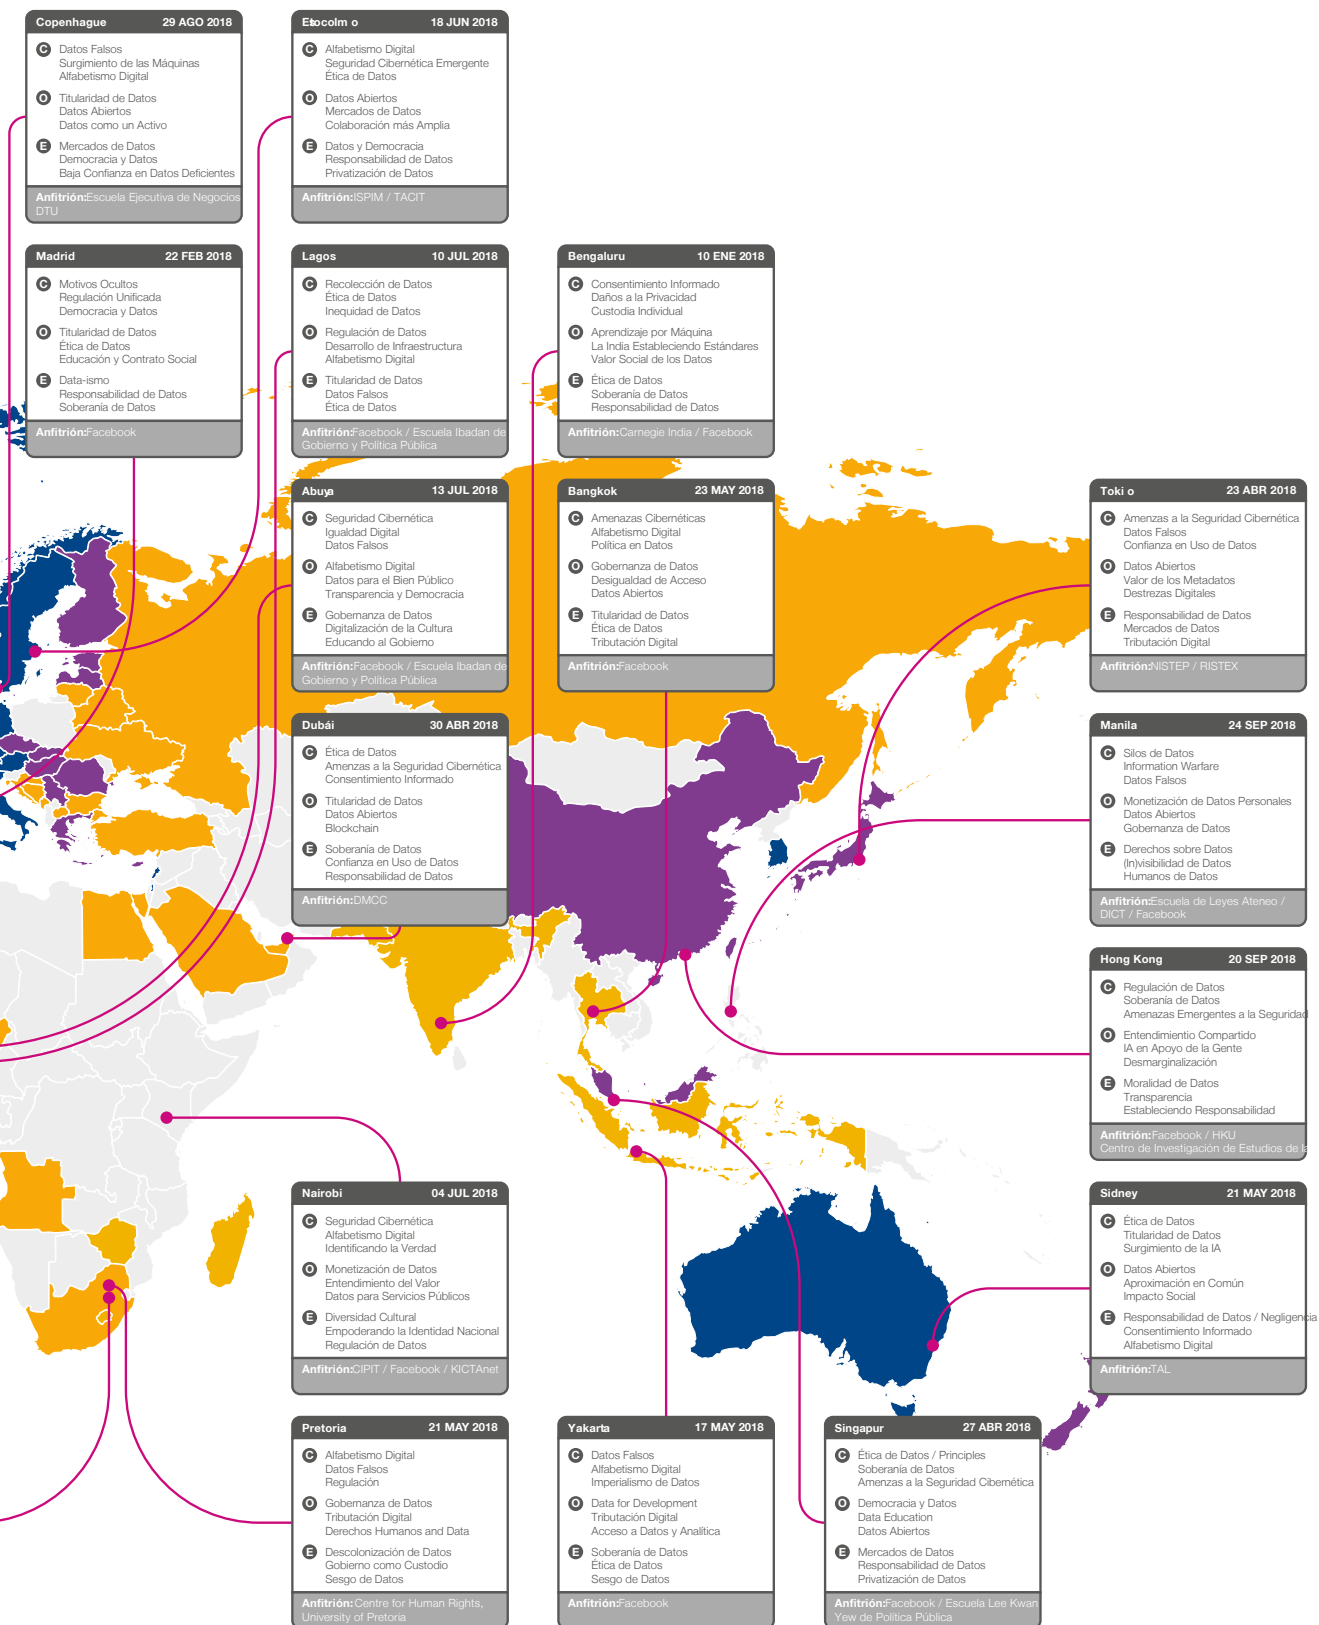 Copenhague 29 AGO 2018
C Datos Falsos
Surgimiento de las Máquinas
Alfabetismo Digital
O Titularidad de Datos
Datos Abiertos
Datos como un Activo
E Mercados de Datos
Democracia y Datos
Baja Confianza en Datos Deficientes
Anfitrión:Escuela Ejecutiva de Negocios
DTU
Estocolm o 18 JUN 2018
C Alfabetismo Digital
Seguridad Cibernética Emergente
Ética de Datos
O Datos Abiertos
Mercados de Datos
Colaboración más Amplia
E Datos y Democracia
Responsabilidad de Datos
Privatización de Datos
Anfitrión:ISPIM / TACIT
Madrid 22 FEB 2018
C Motivos Ocultos
Regulación Unificada
Democracia y Datos
O Titularidad de Datos
Ética de Datos
Educación y Contrato Social
E Data-ismo
Responsabilidad de Datos
Soberanía de Datos
Anfitrión:Facebook
Lagos 10 JUL 2018
C Recolección de Datos
Ética de Datos
Inequidad de Datos
O Regulación de Datos
Desarrollo de Infraestructura
Alfabetismo Digital
E Titularidad de Datos
Datos Falsos
Ética de Datos
Anfitrión:Facebook / Escuela Ibadan de
Gobierno y Política Pública
Bengaluru 10 ENE 2018
C Consentimiento Informado
Daños a la Privacidad
Custodia Individual
O Aprendizaje por Máquina
La India Estableciendo Estándares
Valor Social de los Datos
E Ética de Datos
Soberanía de Datos
Responsabilidad de Datos
Anfitrión:Carnegie India / Facebook
Abuya 13 JUL 2018
C Seguridad Cibernética
Igualdad Digital
Datos Falsos
O Alfabetismo Digital
Datos para el Bien Público
Transparencia y Democracia
E Gobernanza de Datos
Digitalización de la Cultura
Educando al Gobierno
Anfitrión:Facebook / Escuela Ibadan de
Gobierno y Política Pública
Bangkok 23 MAY 2018
C Amenazas Cibernéticas
Alfabetismo Digital
Política en Datos
O Gobernanza de Datos
Desigualdad de Acceso
Datos Abiertos
E Titularidad de Datos
Ética de Datos
Tributación Digital
Anfitrión:Facebook
Toki o 23 ABR 2018
C Amenzas a la Seguridad Cibernética
Datos Falsos
Confianza en Uso de Datos
O Datos Abiertos
Valor de los Metadatos
Destrezas Digitales
E Responsabilidad de Datos
Mercados de Datos
Tributación Digital
Anfitrión:NISTEP / RISTEX
Dubái 30 ABR 2018
C Ética de Datos
Amenzas a la Seguridad Cibernética
Consentimiento Informado
O Titularidad de Datos
Datos Abiertos
Blockchain
E Soberanía de Datos
Confianza en Uso de Datos
Responsabilidad de Datos
Anfitrión:DMCC
Manila 24 SEP 2018
C Silos de Datos
Information Warfare
Datos Falsos
O Monetización de Datos Personales
Datos Abiertos
Gobernanza de Datos
E Derechos sobre Datos
(In)visibilidad de Datos
Humanos de Datos
Anfitrión:Escuela de Leyes Ateneo /
DICT / Facebook
Hong Kong 20 SEP 2018
C Regulación de Datos
Soberanía de Datos
Amenazas Emergentes a la Seguridad
O Entendimiento Compartido
IA en Apoyo de la Gente
Desmarginalización
E Moralidad de Datos
Transparencia
Estableciendo Responsabilidad
Anfitrión:Facebook / HKU
Centro de Investigación de Estudios de la
Nairobi 04 JUL 2018
C Seguridad Cibernética
Alfabetismo Digital
Identificando la Verdad
O Monetización de Datos
Entendimiento del Valor
Datos para Servicios Públicos
E Diversidad Cultural
Empoderando la Identidad Nacional
Regulación de Datos
Anfitrión:CIPIT / Facebook / KICTAnet
Sidney 21 MAY 2018
C Ética de Datos
Titularidad de Datos
Surgimiento de la IA
O Datos Abiertos
Aproximación en Común
Impacto Social
E Responsabilidad de Datos / Negligencia
Consentimiento Informado
Alfabetismo Digital
Anfitrión:TAL
Pretoria 21 MAY 2018
C Alfabetismo Digital
Datos Falsos
Regulación
O Gobernanza de Datos
Tributación Digital
Derechos Humanos and Data
E Descolonización de Datos
Gobierno como Custodio
Sesgo de Datos
Anfitrión:Centre for Human Rights,
University of Pretoria
Yakarta 17 MAY 2018
C Datos Falsos
Alfabetismo Digital
Imperialismo de Datos
O Data for Development
Tributación Digital
Acceso a Datos y Analítica
E Soberanía de Datos
Ética de Datos
Sesgo de Datos
Anfitrión:Facebook
Singapur 27 ABR 2018
C Ética de Datos / Principles
Soberanía de Datos
Amenzas a la Seguridad Cibernética
O Democracia y Datos
Data Education
Datos Abiertos
E Mercados de Datos
Responsabilidad de Datos
Privatización de Datos
Anfitrión:Facebook / Escuela Lee Kwan
Yew de Política Pública